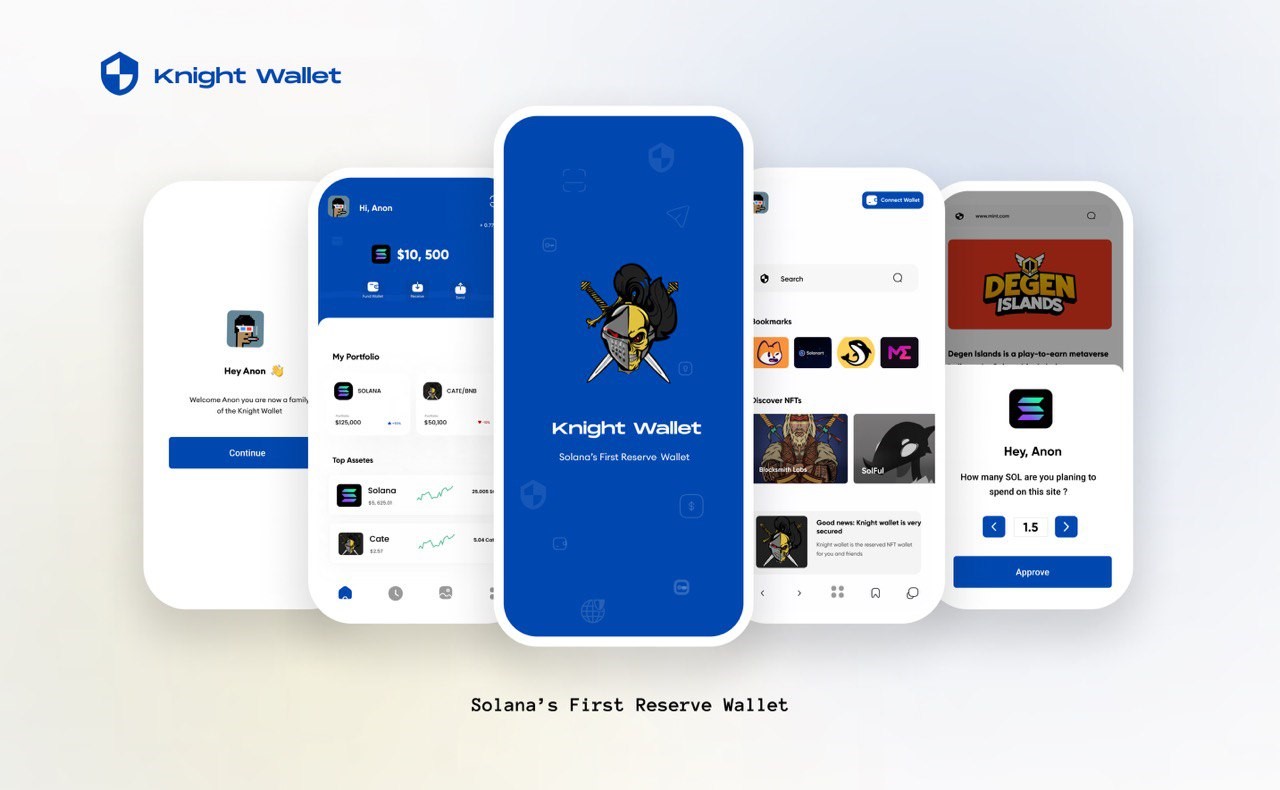 Knight Wallet
Hey Anon 👋
Welcome Anon you are now a family
of the Knight Wallet
Continue
Hi, Anon
$10, 500
Fund Wallet
Receive
Send
My Portfolio
SOLANA
Portfolio
$125,000
CATE/BNB
Portfolio
$50,100
Top Assetes
Solana
$5, 625.01
Cate
$2.57
5.04 Cat
Knight Wallet
Solana's First Reserve Wallet
Connect Wallet
Search
Bookmarks
Solanart
ME
Discover NFTs
Blocksmith Labs
SolFul
Good news: Knight wallet is very
secured
Knight wallet is the reserved NFT wallet
for you and friends
www.mint.com
DEGEN
ISLANDS
Degen Islands is a play-to-earn metaverse
Hey, Anon
How many SOL are you planing to
spend on this site ?
1.5
Approve
Solana's First Reserve Wallet